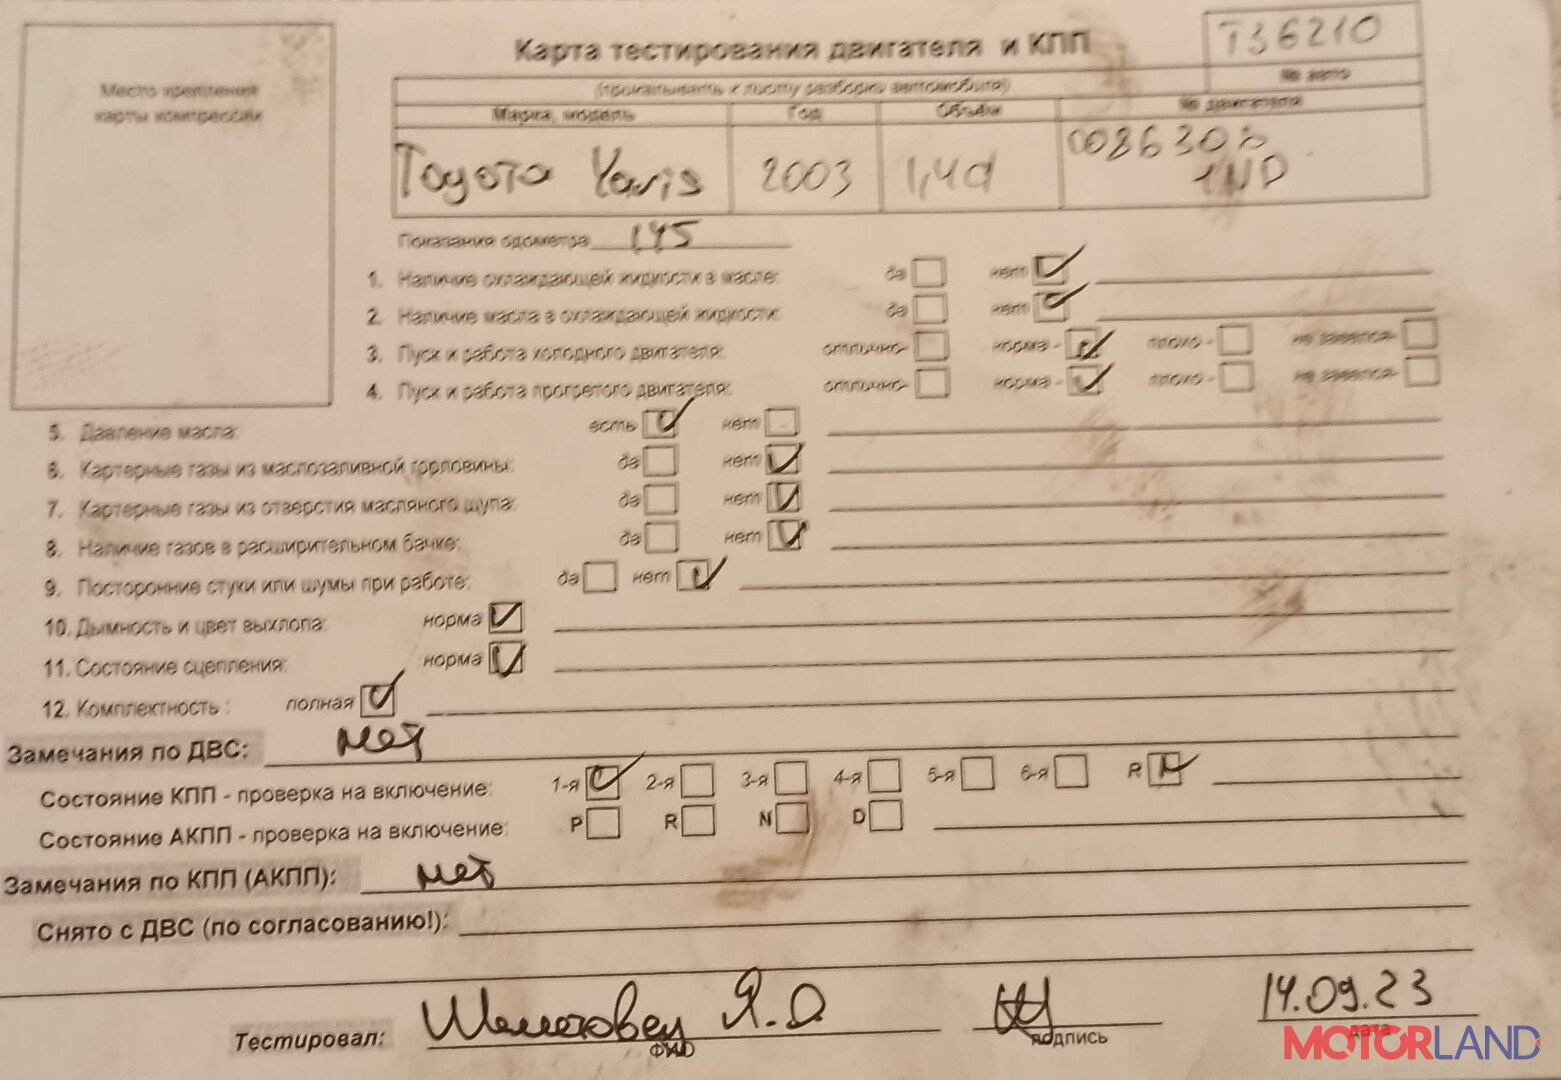 Место крепления
карты компрессии
Карта тестирования двигателя и КПП
T36210
№ авто
(прикалывать к листу разборки автомобиля)
Марка, модель Год Объём № двигателя
Toyota Yaris 2003 1,4d 0086308
1ND
Показания одометра 145
1. Наличие охлаждающей жидкости в масле: да нет
2. Наличие масла в охлаждающей жидкости: да нет
3. Пуск и работа холодного двигателя: отлично- норма - плохо - не завелся-
4. Пуск и работа прогретого двигателя: отлично- норма - плохо - не завелся-
5. Давление масла: есть нет
6. Картерные газы из маслозаливной горловины: да нет
7. Картерные газы из отверстия масляного щупа: да нет
8. Наличие газов в расширительном бачке: да нет
9. Посторонние стуки или шумы при работе: да нет
10. Дымность и цвет выхлопа: норма
11. Состояние сцепления: норма
12. Комплектность : полная
Замечания по ДВС: нет
Состояние КПП - проверка на включение: 1-я 2-я 3-я 4-я 5-я 6-я R
Состояние АКПП - проверка на включение: P R N D
Замечания по КПП (АКПП): нет
Снято с ДВС (по согласованию!):
Тестировал: Я.О. 14.09.23
ФИО подпись дата
MOTORLAND